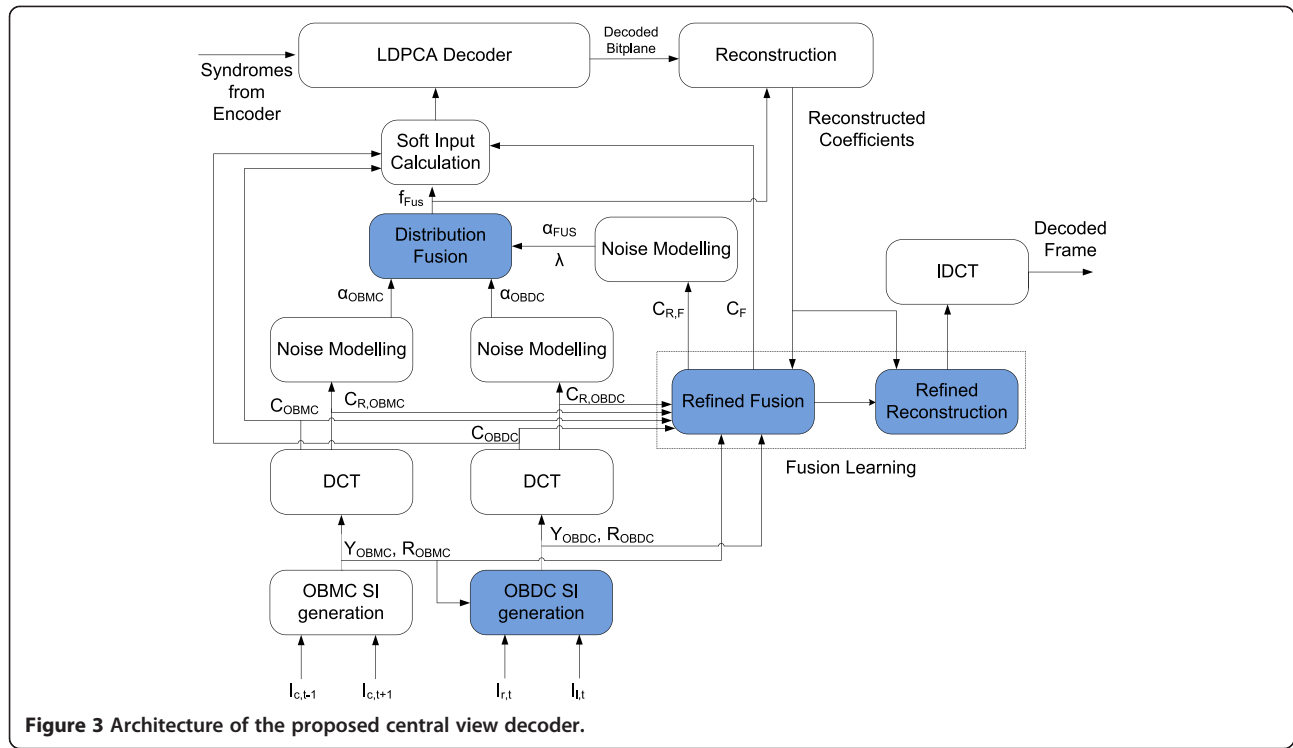 LDPCA Decoder
Decoded
Bitplane
Reconstruction
Syndromes
from
Encoder
Reconstructed
Coefficients
Soft Input
Calculation
fFus
Distribution
Fusion
αFUS
λ
Noise Modelling
Decoded
Frame
IDCT
αOBMC
αOBDC
CR,F
CF
Noise Modelling
Noise Modelling
Refined Fusion
Refined
Reconstruction
COBMC
CR,OBMC
CR,OBDC
COBDC
Fusion Learning
DCT
DCT
YOBMC, ROBMC
YOBDC, ROBDC
OBMC SI
generation
OBDC SI
generation
Ic,t-1
Ic,t+1
Ir,t
Il,t
Figure 3 Architecture of the proposed central view decoder.